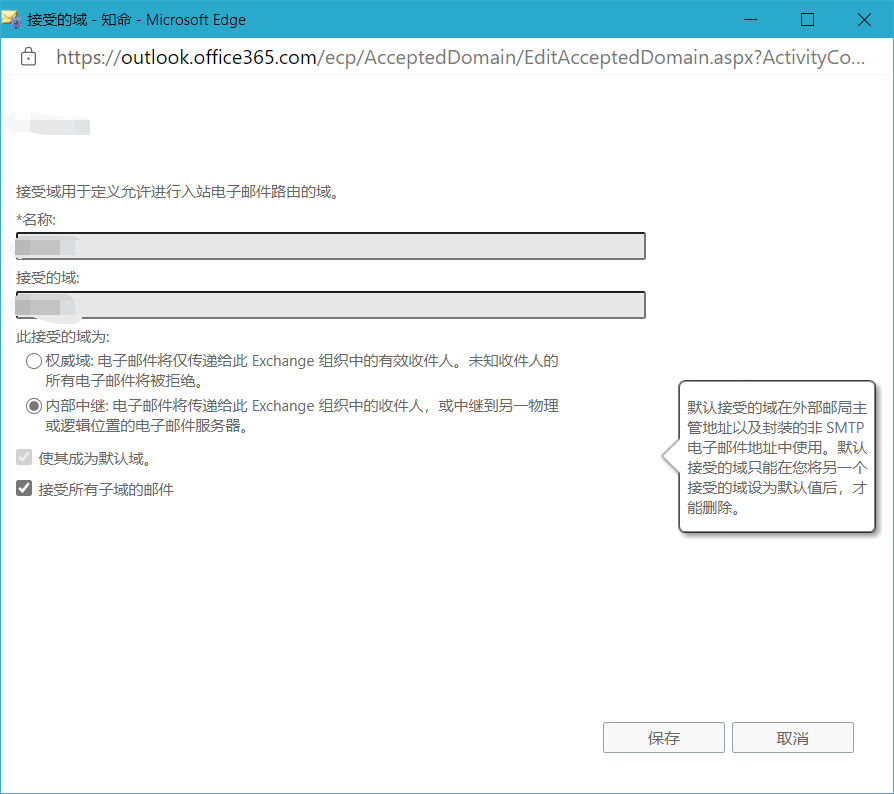 接受的域 - 知命 - Microsoft Edge
https://outlook.office365.com/ecp/AcceptedDomain/EditAcceptedDomain.aspx?ActivityCo...
接受域用于定义允许进行入站电子邮件路由的域。
*名称:
接受的域:
此接受的域为:
权威域: 电子邮件将仅传递给此 Exchange 组织中的有效收件人。未知收件人的
所有电子邮件将被拒绝。
内部中继: 电子邮件将传递给此 Exchange 组织中的收件人，或中继到另一物理
或逻辑位置的电子邮件服务器。
使其成为默认域。
接受所有子域的邮件
默认接受的域在外部邮局主
管地址以及封装的非 SMTP
电子邮件地址中使用。默认
接受的域只能在您将另一个
接受的域设为默认值后，才
能删除。
保存
取消